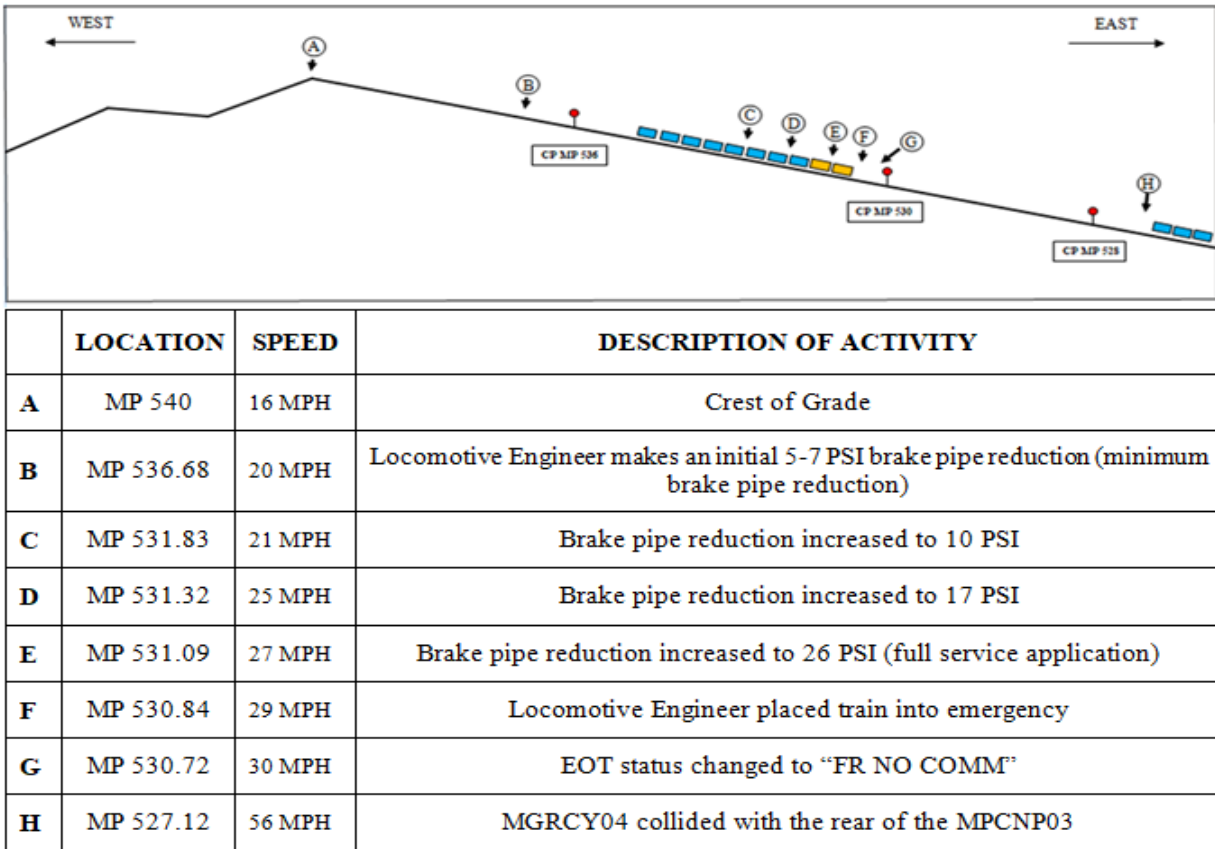 WEST
EAST
A
B
C
D
E
F
G
H
CP MP 536
CP MP 530
CP MP 528
LOCATION SPEED DESCRIPTION OF ACTIVITY
A MP 540 16 MPH Crest of Grade
B MP 536.68 20 MPH Locomotive Engineer makes an initial 5-7 PSI brake pipe reduction (minimum
brake pipe reduction)
C MP 531.83 21 MPH Brake pipe reduction increased to 10 PSI
D MP 531.32 25 MPH Brake pipe reduction increased to 17 PSI
E MP 531.09 27 MPH Brake pipe reduction increased to 26 PSI (full service application)
F MP 530.84 29 MPH Locomotive Engineer placed train into emergency
G MP 530.72 30 MPH EOT status changed to “FR NO COMM”
H MP 527.12 56 MPH MGRCY04 collided with the rear of the MPCNP03